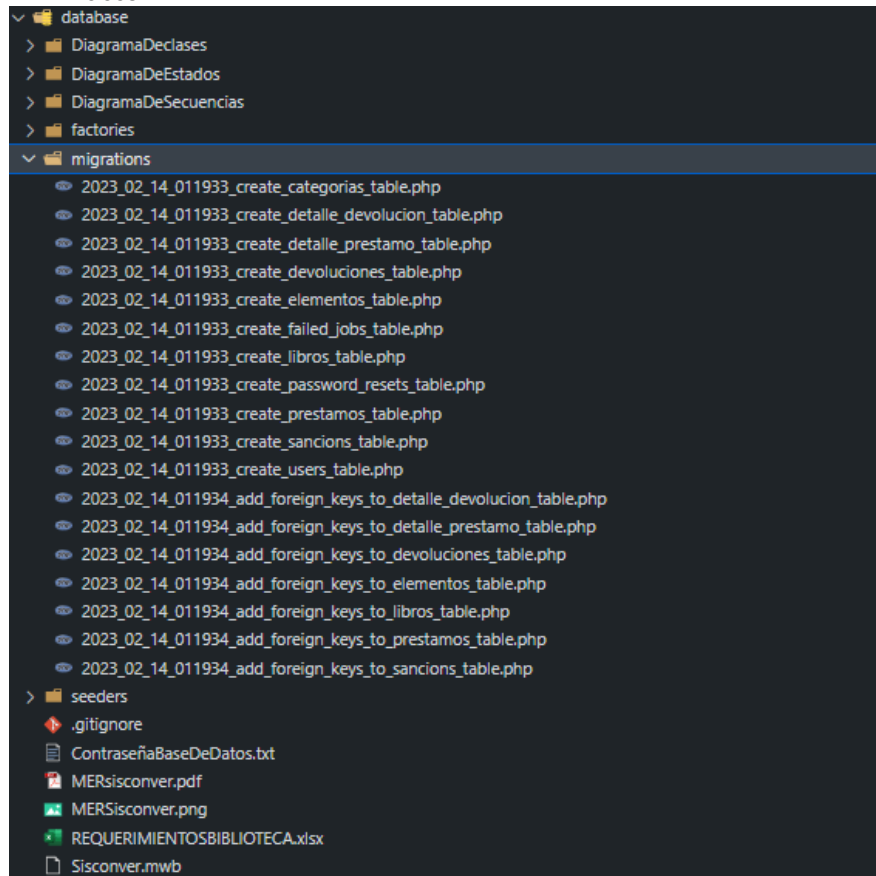 database
DiagramaDeclases
DiagramaDeEstados
DiagramaDeSecuencias
factories
migrations
2023_02_14_011933_create_categorias_table.php
2023_02_14_011933_create_detalle_devolucion_table.php
2023_02_14_011933_create_detalle_prestamo_table.php
2023_02_14_011933_create_devoluciones_table.php
2023_02_14_011933_create_elementos_table.php
2023_02_14_011933_create_failed_jobs_table.php
2023_02_14_011933_create_libros_table.php
2023_02_14_011933_create_password_resets_table.php
2023_02_14_011933_create_prestamos_table.php
2023_02_14_011933_create_sancions_table.php
2023_02_14_011933_create_users_table.php
2023_02_14_011934_add_foreign_keys_to_detalle_devolucion_table.php
2023_02_14_011934_add_foreign_keys_to_detalle_prestamo_table.php
2023_02_14_011934_add_foreign_keys_to_devoluciones_table.php
2023_02_14_011934_add_foreign_keys_to_elementos_table.php
2023_02_14_011934_add_foreign_keys_to_libros_table.php
2023_02_14_011934_add_foreign_keys_to_prestamos_table.php
2023_02_14_011934_add_foreign_keys_to_sancions_table.php
seeders
.gitignore
ContraseñaBaseDeDatos.txt
MERsisconver.pdf
MERSisconver.png
REQUERIMIENTOSBIBLIOTECA.xlsx
Sisconver.mwb